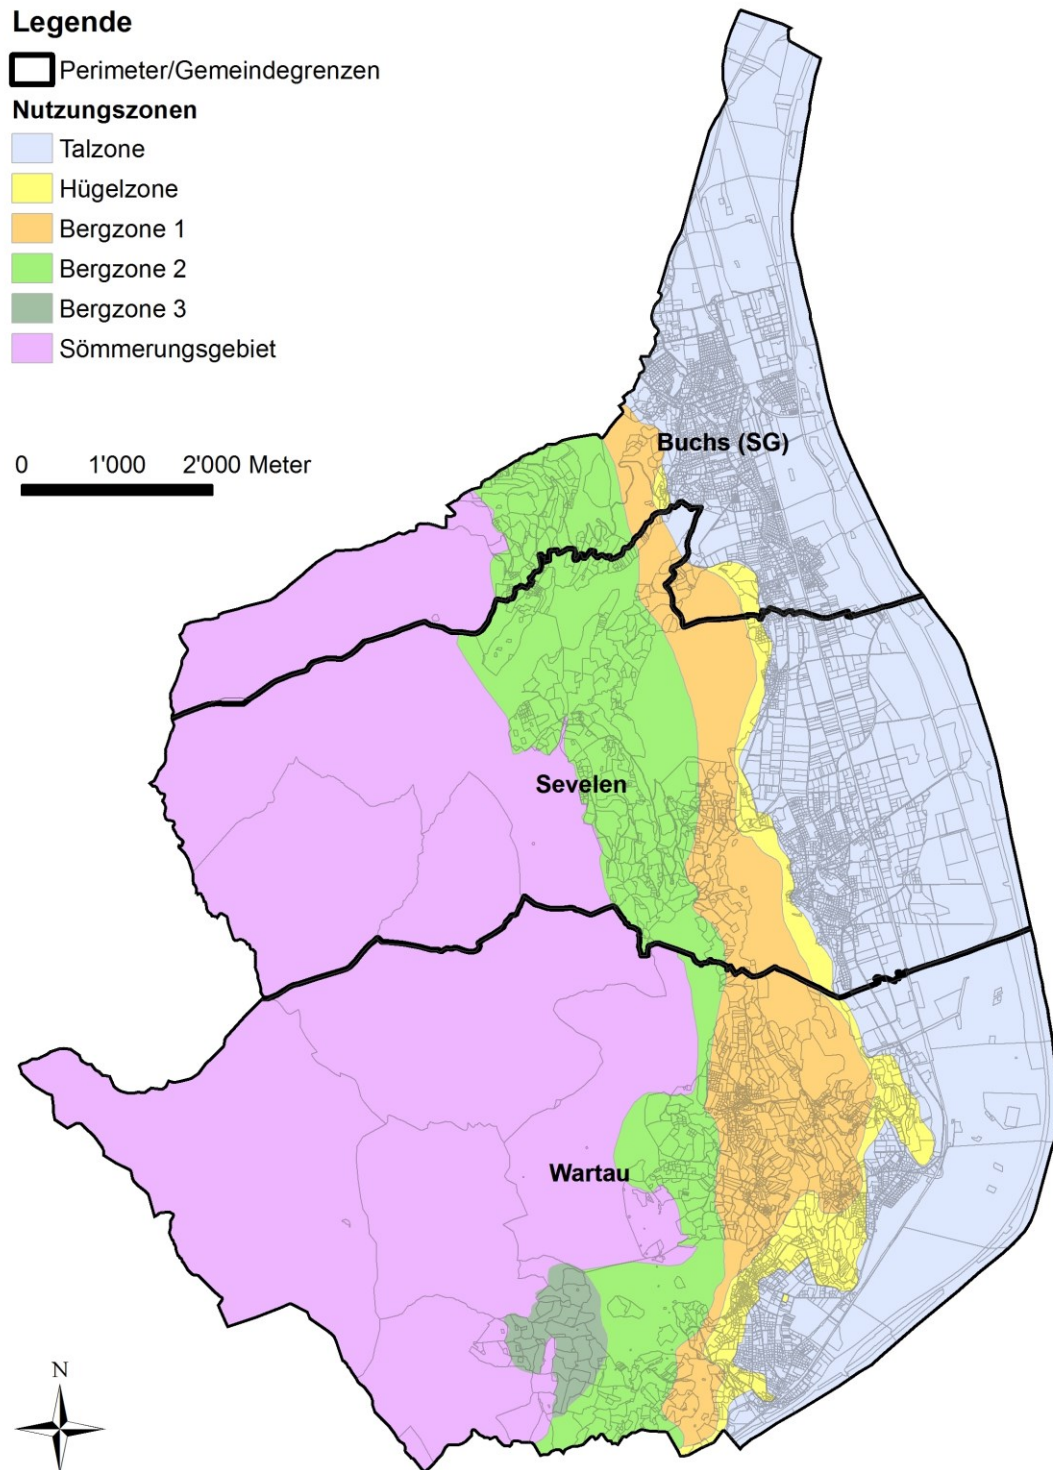 Legende
Perimeter/Gemeindegrenzen
Nutzungszonen
Talzone
Hügelzone
Bergzone 1
Bergzone 2
Bergzone 3
Sömmerungsgebiet
0 1'000 2'000 Meter
Buchs (SG)
Sevelen
Wartau
N